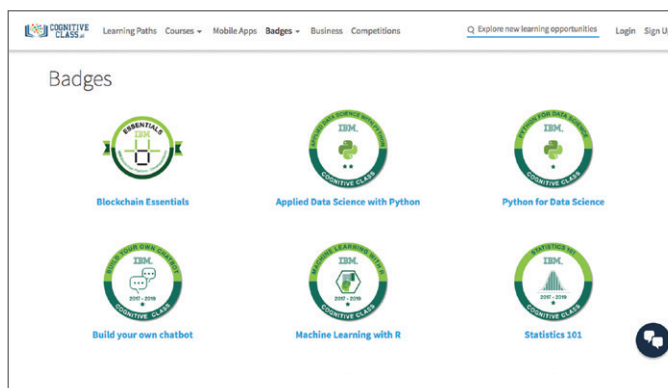 COGNITIVE
CLASS.ai
Learning Paths Courses Mobile Apps Badges Business Competitions Explore new learning opportunities Login Sign Up
Badges
ESSENTIALS
IBM
Blockchain Essentials
APPLIED DATA SCIENCE WITH PYTHON
IBM.
COGNITIVE CLASS
Applied Data Science with Python
PYTHON FOR DATA SCIENCE
IBM.
COGNITIVE CLASS
Python for Data Science
BUILD YOUR OWN CHATBOT
IBM.
2017 - 2019
COGNITIVE CLASS
Build your own chatbot
MACHINE LEARNING WITH R
IBM.
2017 - 2019
COGNITIVE CLASS
Machine Learning with R
STATISTICS 101
IBM.
2017 - 2019
COGNITIVE CLASS
Statistics 101